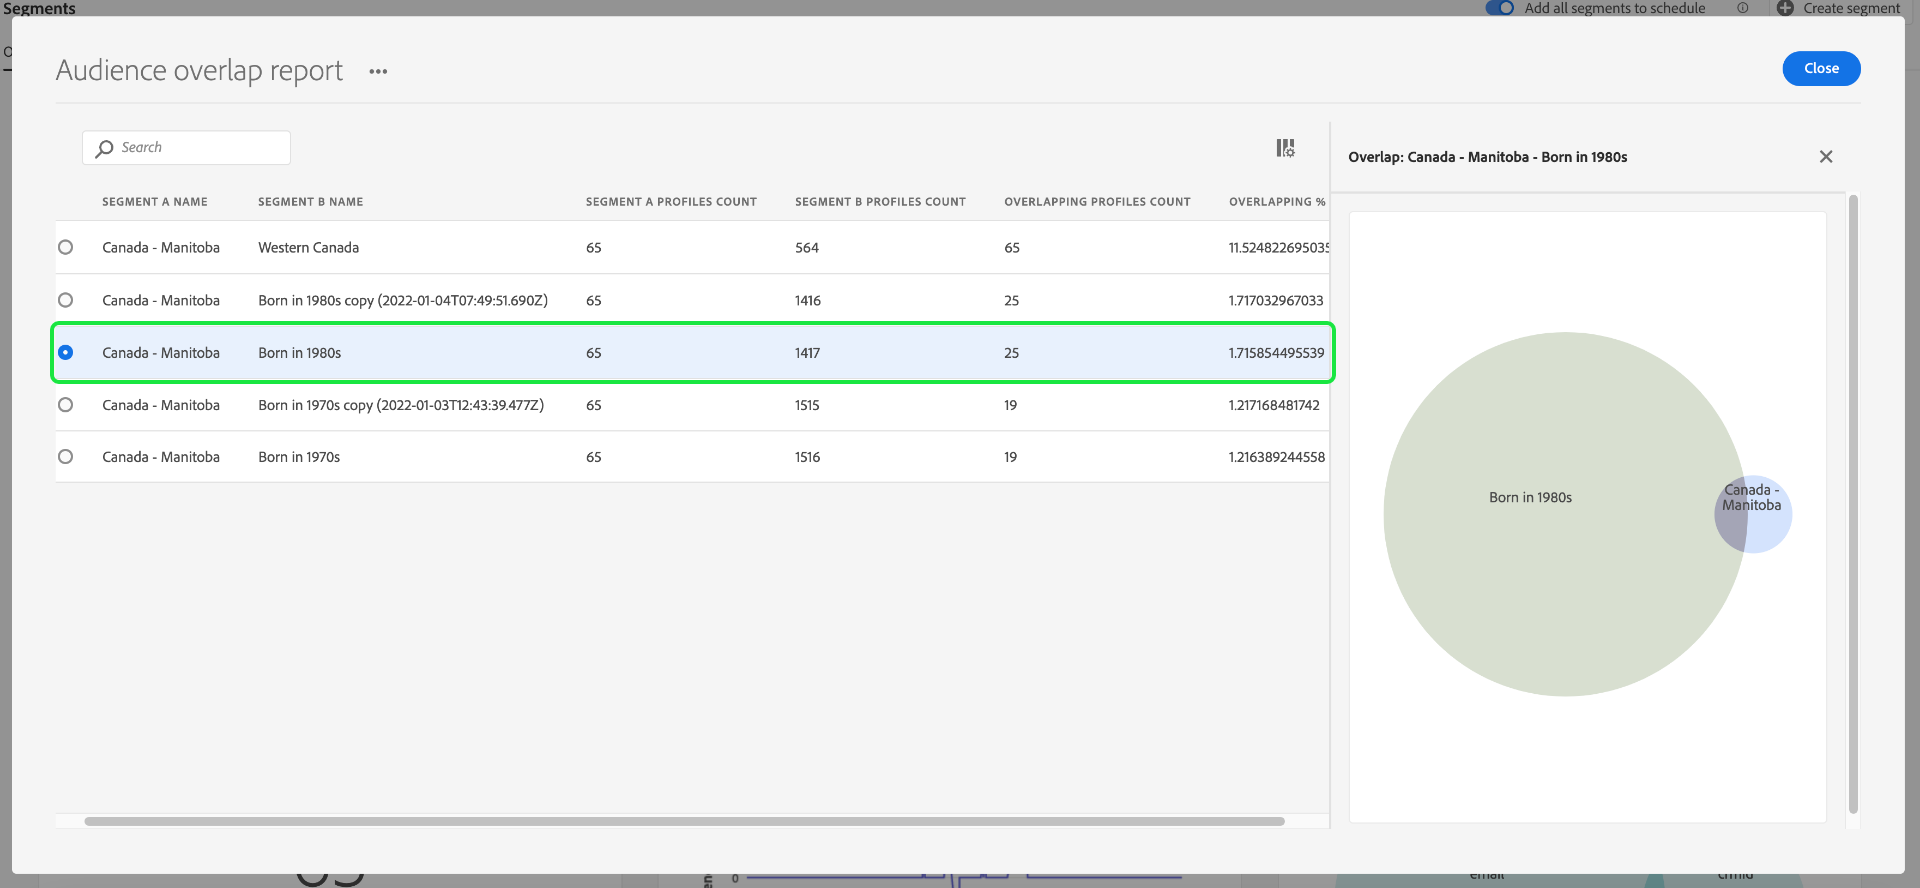 Segments
Add all segments to schedule
Create segment
Audience overlap report
Close
Search
Overlap: Canada - Manitoba - Born in 1980s
SEGMENT A NAME SEGMENT B NAME SEGMENT A PROFILES COUNT SEGMENT B PROFILES COUNT OVERLAPPING PROFILES COUNT OVERLAPPING %
Canada - Manitoba Western Canada 65 564 65 11.524822695035
Canada - Manitoba Born in 1980s copy (2022-01-04T07:49:51.690Z) 65 1416 25 1.717032967033
Canada - Manitoba Born in 1980s 65 1417 25 1.715854495539
Canada - Manitoba Born in 1970s copy (2022-01-03T12:43:39.477Z) 65 1515 19 1.217168481742
Canada - Manitoba Born in 1970s 65 1516 19 1.216389244558
Born in 1980s
Canada -
Manitoba
0
email
crmid